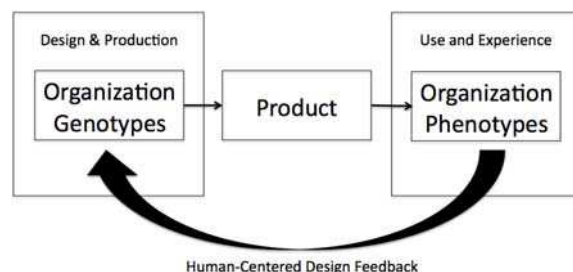 Design & Production
Organization
Genotypes
Product
Use and Experience
Organization
Phenotypes
Human-Centered Design Feedback